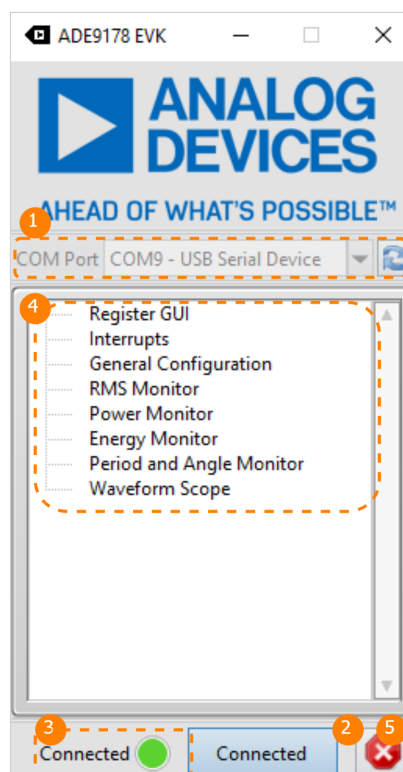 ADE9178 EVK
ANALOG
DEVICES
AHEAD OF WHAT'S POSSIBLE™
1
COM Port COM9 - USB Serial Device
4
Register GUI
Interrupts
General Configuration
RMS Monitor
Power Monitor
Energy Monitor
Period and Angle Monitor
Waveform Scope
3 2 5
Connected Connected